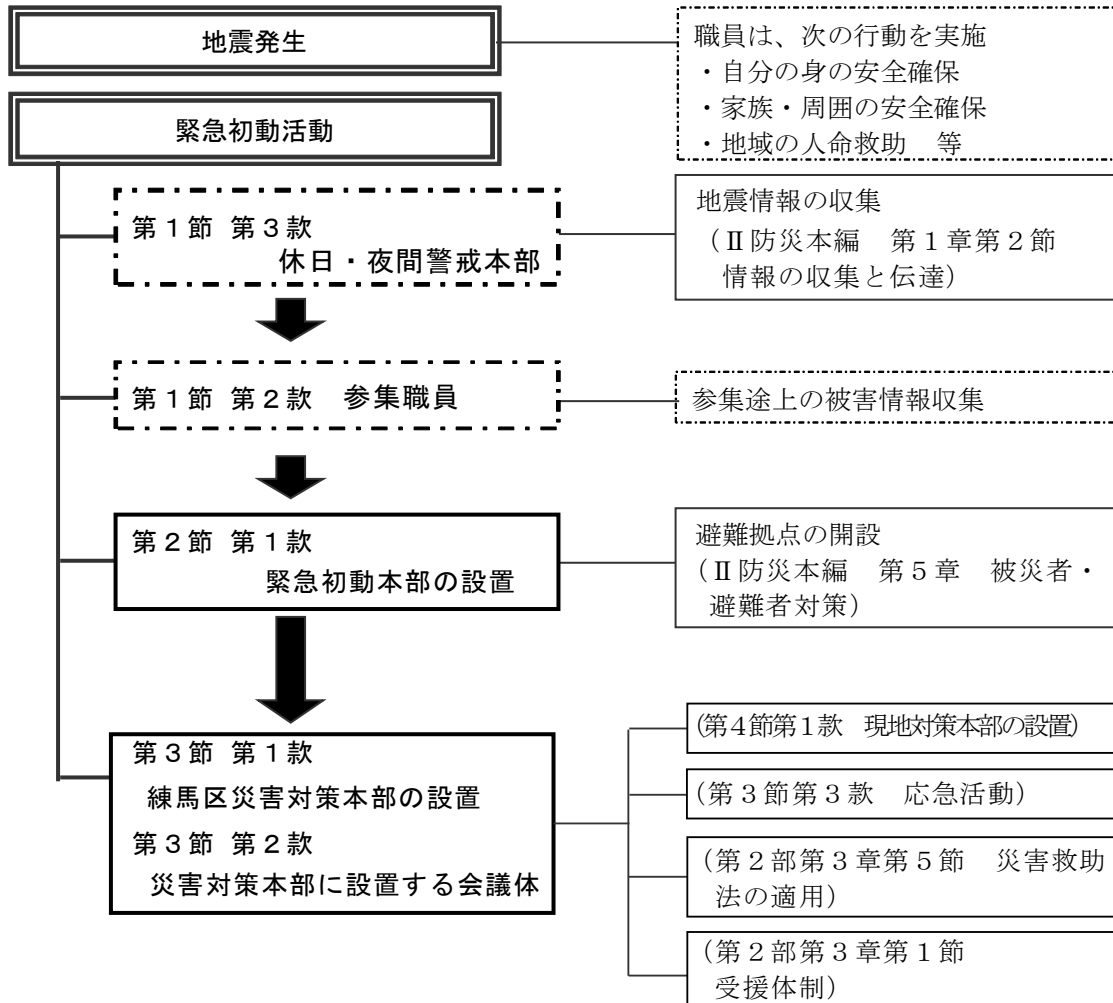 地震発生
職員は、次の行動を実施
・自分の身の安全確保
・家族・周囲の安全確保
・地域の人命救助　等
緊急初動活動
第１節 第３款
休日・夜間警戒本部
地震情報の収集
（Ⅱ防災本編　第１章第２節
情報の収集と伝達）
第１節 第２款　参集職員
参集途上の被害情報収集
第２節 第１款
緊急初動本部の設置
避難拠点の開設
（Ⅱ防災本編　第５章　被災者・
避難者対策）
第３節 第１款
練馬区災害対策本部の設置
第３節 第２款
災害対策本部に設置する会議体
（第４節第１款　現地対策本部の設置）
（第３節第３款　応急活動）
（第２部第３章第５節　災害救助
法の適用）
（第２部第３章第１節
受援体制）